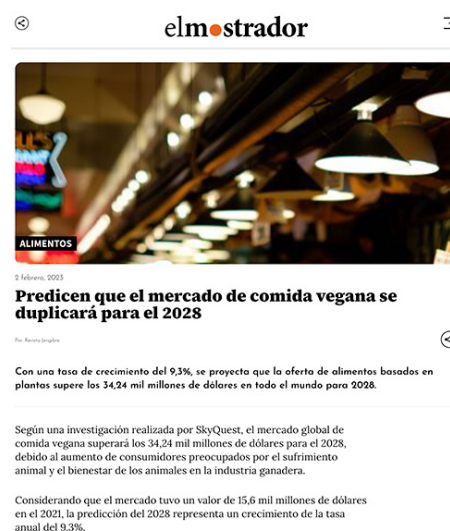 elmostrador
ALIMENTOS
2 febrero, 2023
Predicen que el mercado de comida vegana se
duplicará para el 2028
Con una tasa de crecimiento del 9,3%, se proyecta que la oferta de alimentos basados en
plantas supere los 34,24 mil millones de dólares en todo el mundo para 2028.
Según una investigación realizada por SkyQuest, el mercado global de
comida vegana superará los 34,24 mil millones de dólares para el 2028,
debido al aumento de consumidores preocupados por el sufrimiento
animal y el bienestar de los animales en la industria ganadera.
Considerando que el mercado tuvo un valor de 15,6 mil millones de dólares
en el 2021, la predicción del 2028 representa un crecimiento de la tasa
anual del 9.3%.